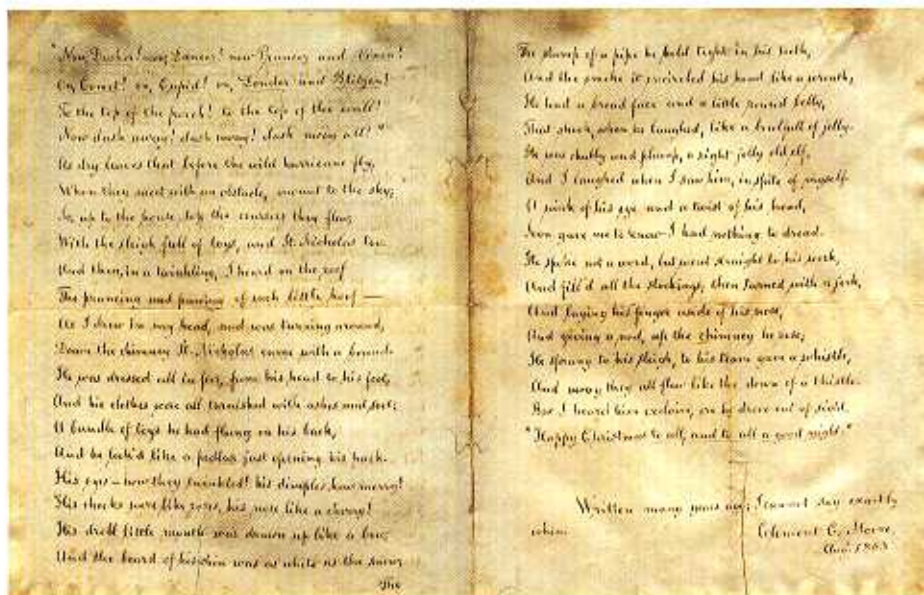 "Now, Dasher! now, Dancer! now Prancer and Vixen!
On, Comet! on, Cupid! on, Donder and Blitzen!
To the top of the porch! to the top of the wall!
Now dash away! dash away! dash away all!"
As dry leaves that before the wild hurricane fly,
When they meet with an obstacle, mount to the sky;
So, up to the house-top the coursers they flew,
With the sleigh full of toys, and St. Nicholas too.
And then, in a twinkling, I heard on the roof
The prancing and pawing of each little hoof—
As I drew in my head, and was turning around,
Down the chimney St. Nicholas came with a bound.
He was dressed all in fur, from his head to his foot,
And his clothes were all tarnished with ashes and soot;
A bundle of toys he had flung on his back,
And he look'd like a pedlar just opening his pack.
His eyes—how they twinkled! his dimples how merry!
His cheeks were like roses, his nose like a cherry!
His droll little mouth was drawn up like a bow,
And the beard of his chin was as white as the snow;
The
The stump of a pipe he held tight in his teeth,
And the smoke it encircled his head like a wreath,
He had a broad face and a little round belly,
That shook, when he laughed, like a bowlfull of jelly.
He was chubby and plump, a right jolly old elf,
And I laughed when I saw him, in spite of myself.
A wink of his eye and a twist of his head,
Soon gave me to know I had nothing to dread.
He spoke not a word, but went straight to his work,
And fill'd all the stockings; then turned with a jerk,
And laying his finger aside of his nose,
And giving a nod, up the chimney he rose;
He sprang to his sleigh, to his team gave a whistle,
And away they all flew like the down of a thistle.
But I heard him exclaim, ere he drove out of sight,
"Happy Christmas to all, and to all a good night."
Written many years ago; I cannot say exactly
when. Clement C. Moore,
1863